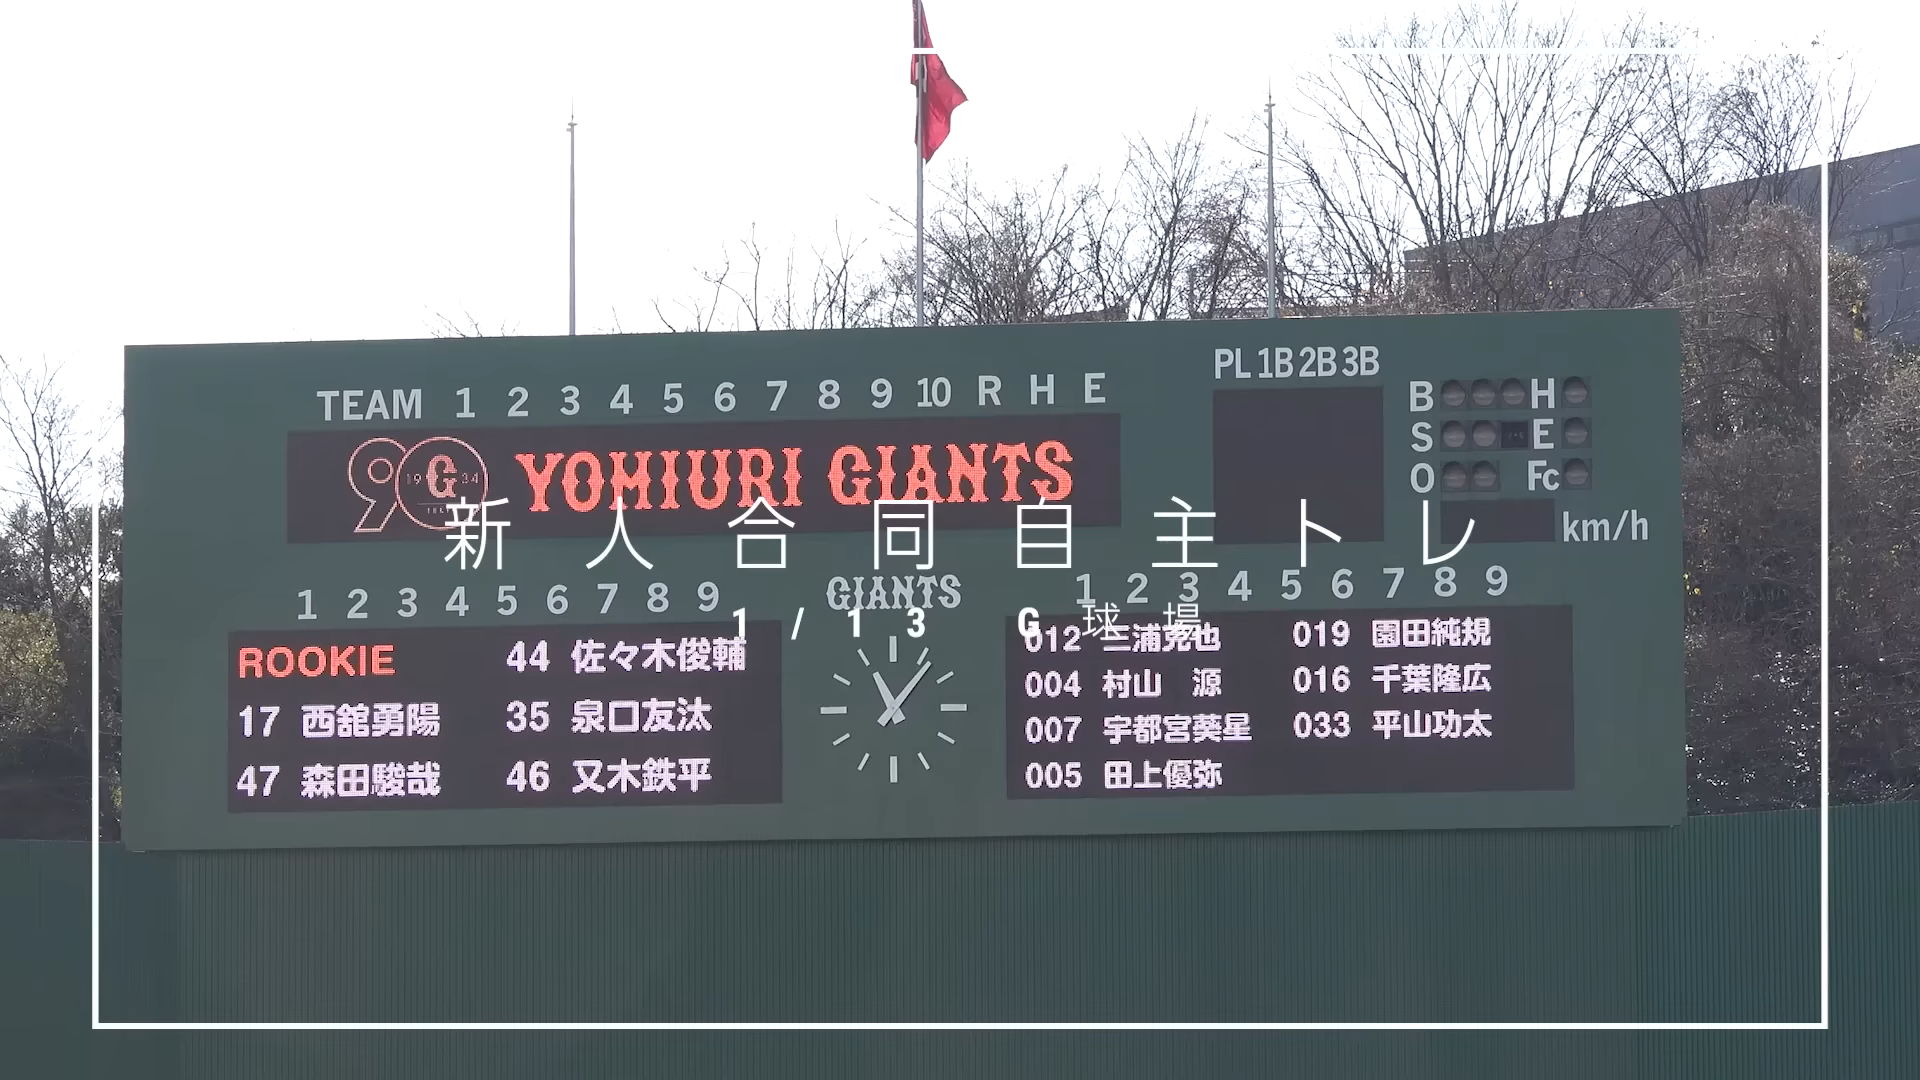 TEAM 1 2 3 4 5 6 7 8 9 10 R H E
PL 1B 2B 3B
B H
S E
O Fc
km/h
90 19 G 34
YOMIURI GIANTS
新人合同自主トレ
1/13 G球場
1 2 3 4 5 6 7 8 9
GIANTS
1 2 3 4 5 6 7 8 9
ROOKIE
17 西舘勇陽
47 森田駿哉
44 佐々木俊輔
35 泉口友汰
46 又木鉄平
012 三浦克也
004 村山 源
007 宇都宮葵星
005 田上優弥
019 園田純規
016 千葉隆広
033 平山功太